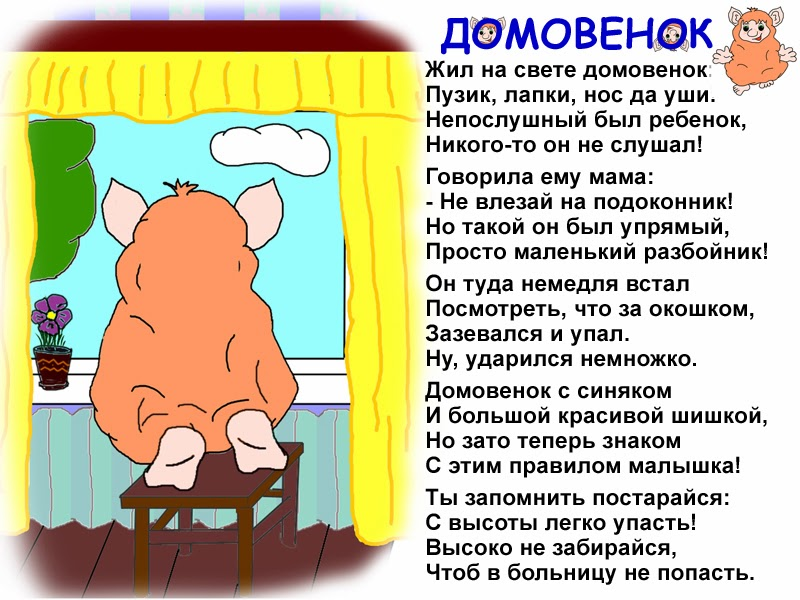 ДОМОВЕНОК
Жил на свете домовенок:
Пузик, лапки, нос да уши.
Непослушный был ребенок,
Никого-то он не слушал!
Говорила ему мама:
- Не влезай на подоконник!
Но такой он был упрямый,
Просто маленький разбойник!
Он туда немедля встал
Посмотреть, что за окошком,
Зазевался и упал.
Ну, ударился немножко.
Домовенок с синяком
И большой красивой шишкой,
Но зато теперь знаком
С этим правилом малышка!
Ты запомнить постарайся:
С высоты легко упасть!
Высоко не забирайся,
Чтоб в больницу не попасть.